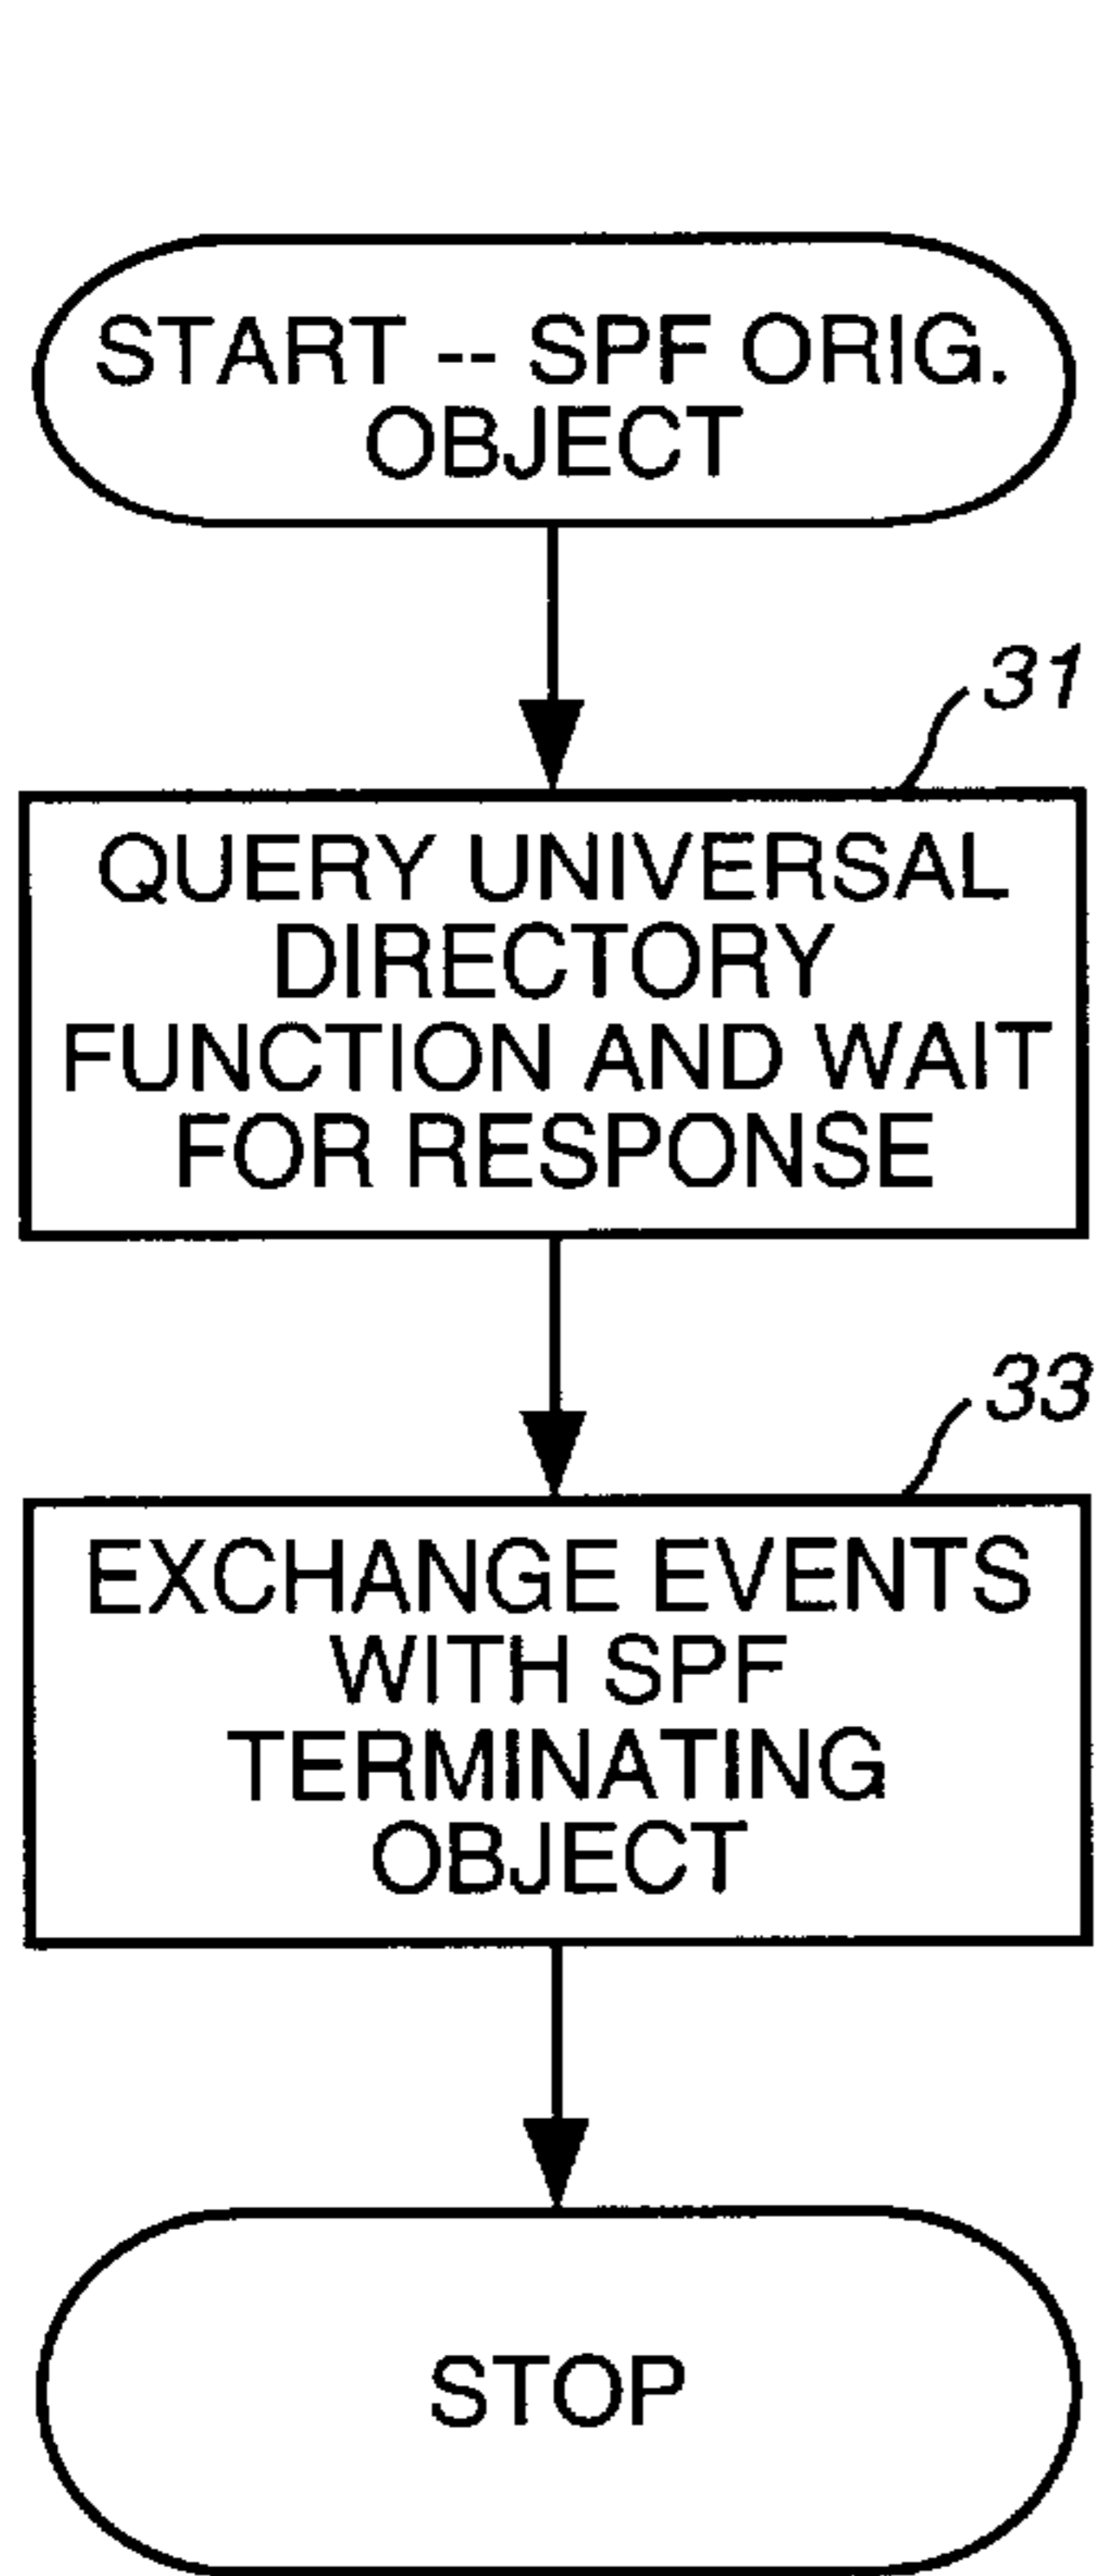 START -- SPF ORIG.
OBJECT
31
QUERY UNIVERSAL
DIRECTORY
FUNCTION AND WAIT
FOR RESPONSE
33
EXCHANGE EVENTS
WITH SPF
TERMINATING
OBJECT
STOP